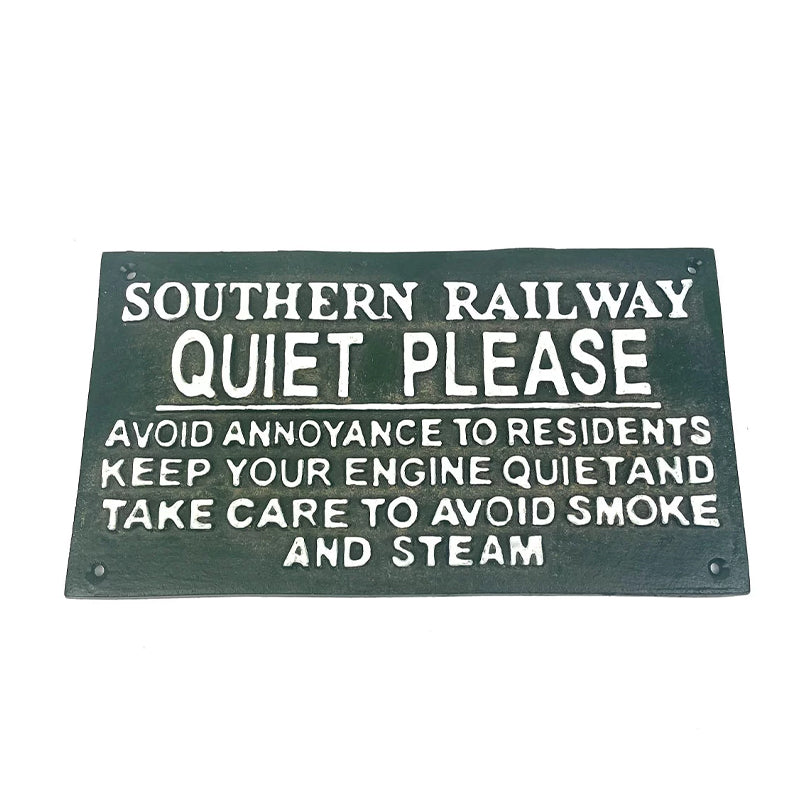 SOUTHERN RAILWAY
QUIET PLEASE
AVOID ANNOYANCE TO RESIDENTS
KEEP YOUR ENGINE QUIETAND
TAKE CARE TO AVOID SMOKE
AND STEAM